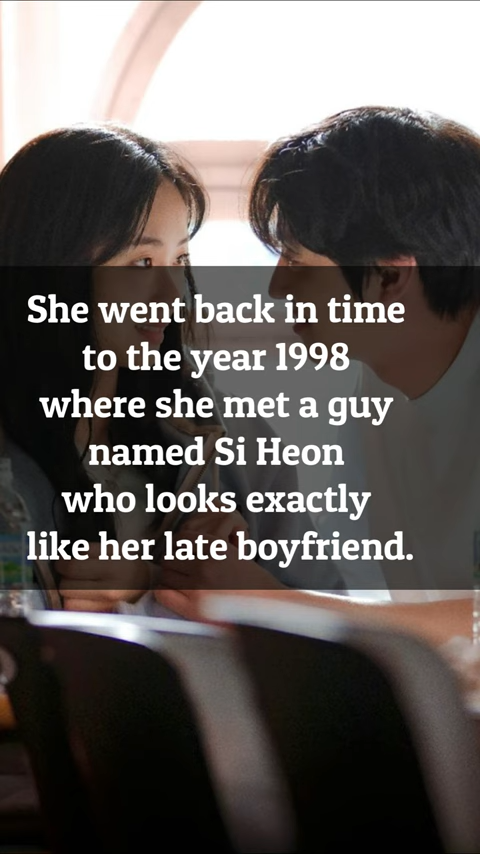 She went back in time
to the year 1998
where she met a guy
named Si Heon
who looks exactly
like her late boyfriend.